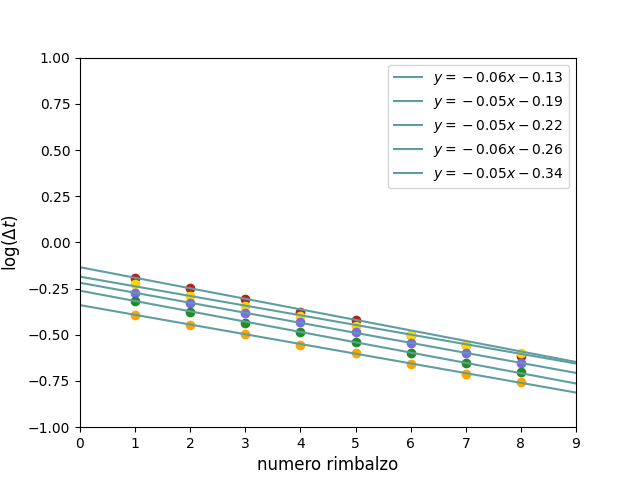 1.00
0.75
0.50
0.25
0.00
−0.25
−0.50
−0.75
−1.00
log(Δt)
y = −0.06x − 0.13
y = −0.05x − 0.19
y = −0.05x − 0.22
y = −0.06x − 0.26
y = −0.05x − 0.34
0 1 2 3 4 5 6 7 8 9
numero rimbalzo